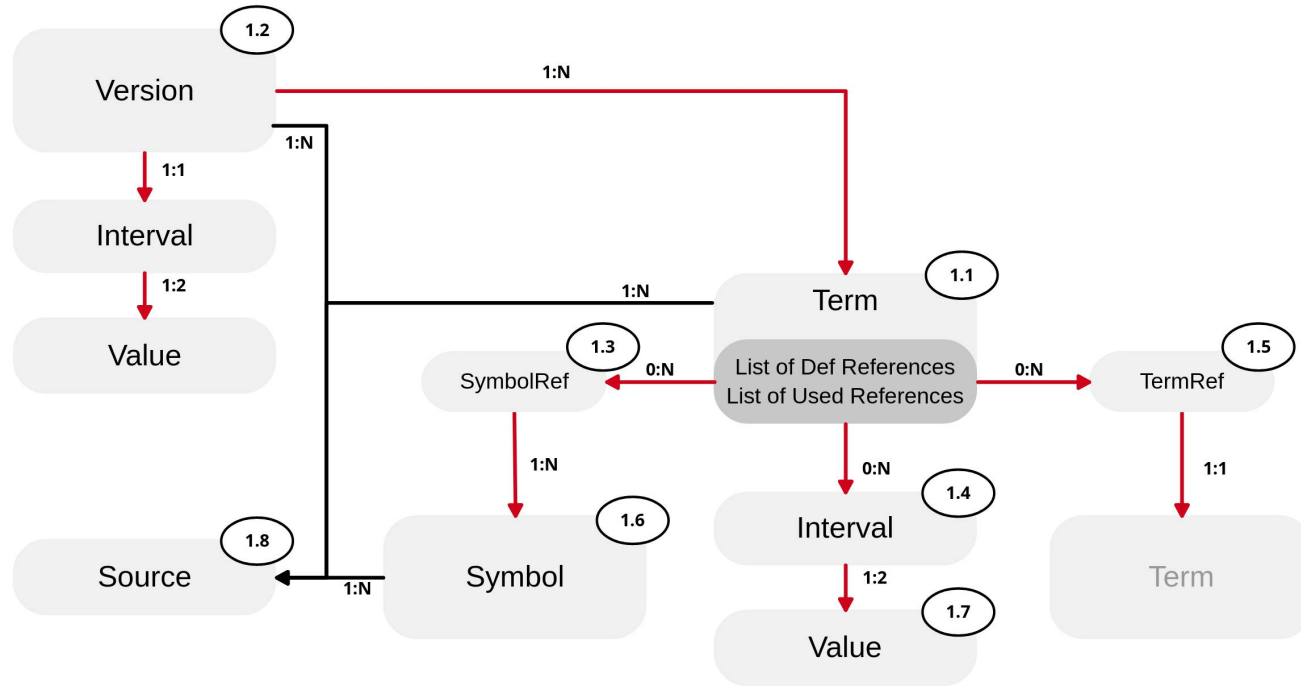 1.2
Version
1:N
1:N
1:1
Interval
1:2
Value
1:N
1.1
Term
List of Def References
List of Used References
1.3
SymbolRef
0:N
0:N
1.5
TermRef
1:N
0:N
1:1
1.4
Interval
1.6
Symbol
1.8
Source
1:N
1:2
1.7
Value
Term